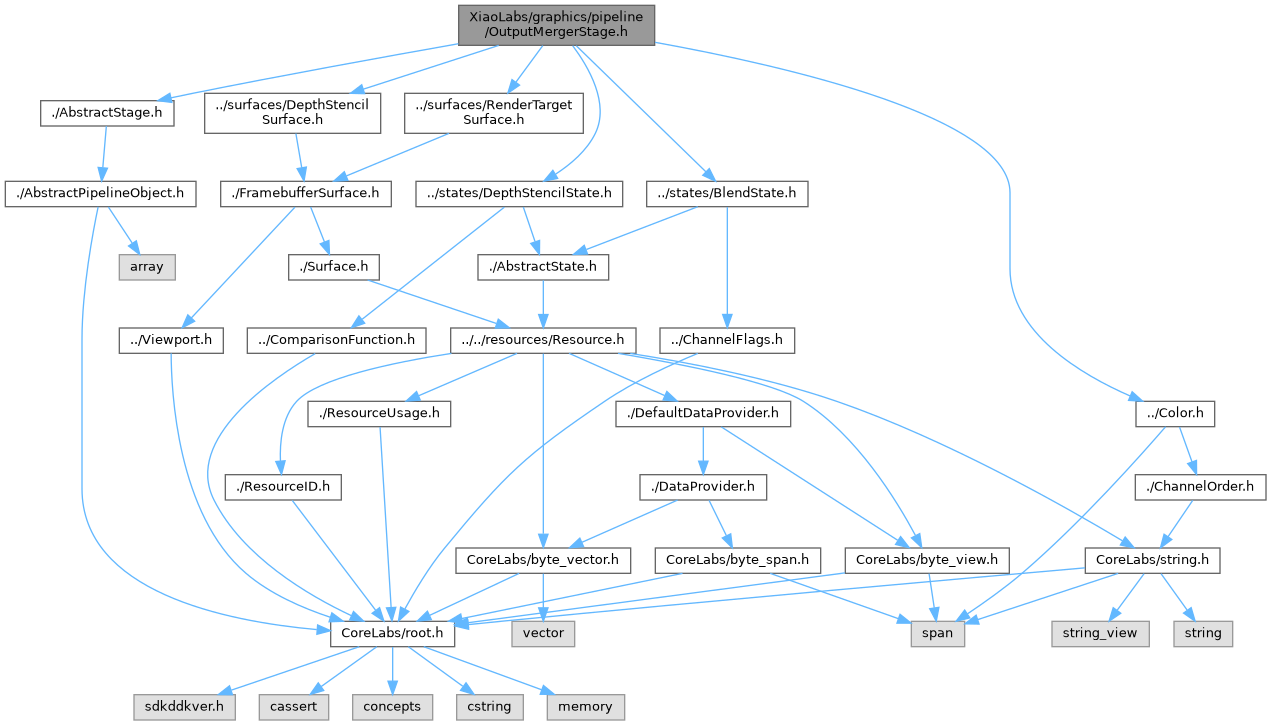 XiaoLabs/graphics/pipeline
/OutputMergerStage.h
./AbstractStage.h
../surfaces/DepthStencil
Surface.h
../surfaces/RenderTarget
Surface.h
./AbstractPipelineObject.h
./FramebufferSurface.h
../states/DepthStencilState.h
../states/BlendState.h
array
./Surface.h
./AbstractState.h
../Viewport.h
../ComparisonFunction.h
../../resources/Resource.h
../ChannelFlags.h
./ResourceUsage.h
./DefaultDataProvider.h
../Color.h
./ResourceID.h
./DataProvider.h
./ChannelOrder.h
CoreLabs/byte_vector.h
CoreLabs/byte_span.h
CoreLabs/byte_view.h
CoreLabs/string.h
CoreLabs/root.h
vector
span
string_view
string
sdkddkver.h
cassert
concepts
cstring
memory